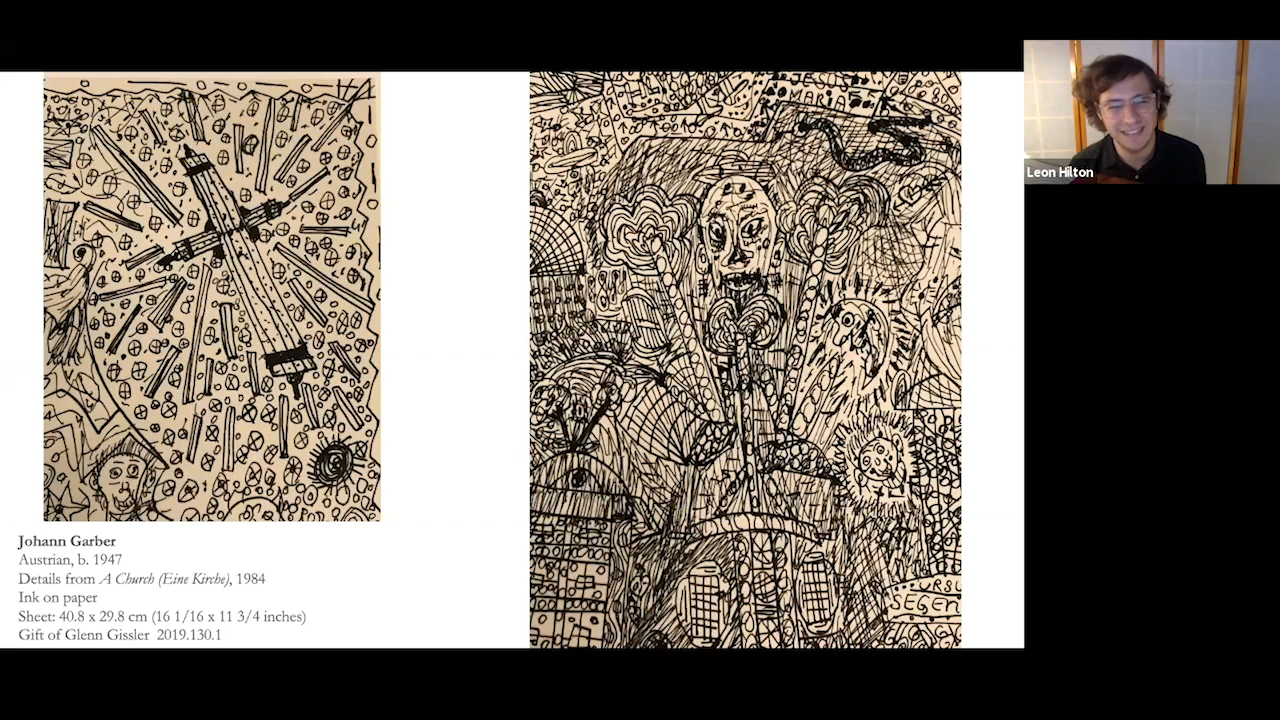 Leon Hilton
Johann Garber
Austrian, b. 1947
Details from A Church (Eine Kirche), 1984
Ink on paper
Sheet: 40.8 x 29.8 cm (16 1/16 x 11 3/4 inches)
Gift of Glenn Gissler 2019.130.1
SEGEN